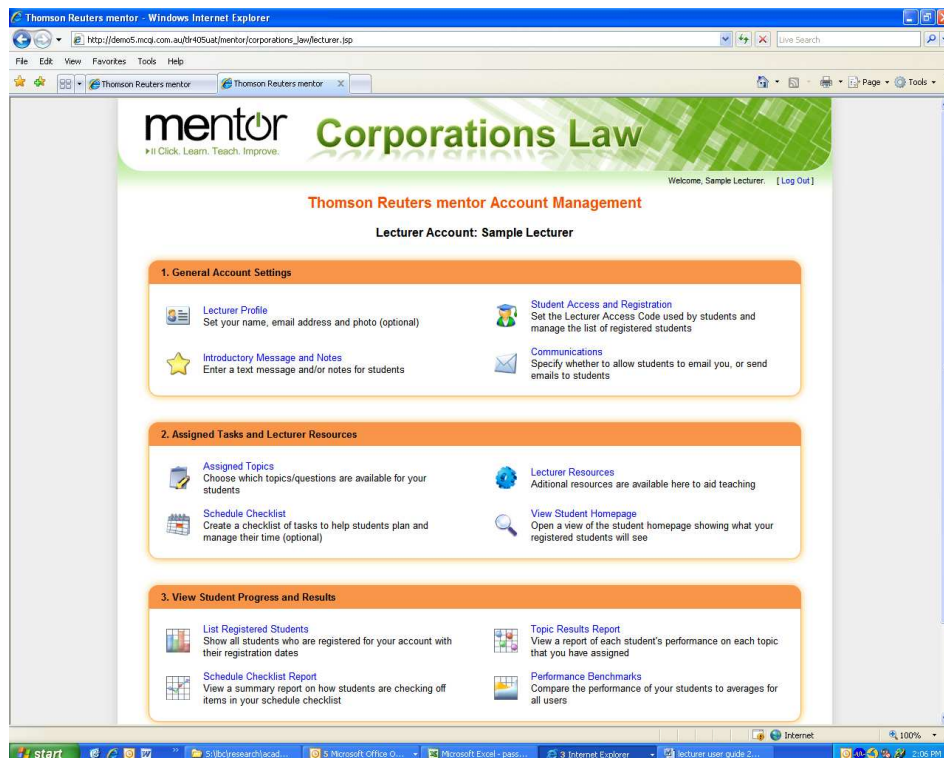 Thomson Reuters mentor - Windows Internet Explorer
http://demo5.mcqi.com.au/tlr405uat/mentor/corporations_law/lecturer.jsp
Live Search
File Edit View Favorites Tools Help
Thomson Reuters mentor
Thomson Reuters mentor X
Page
Tools
mentor
Click. Learn. Teach. Improve.
Corporations Law
Welcome, Sample Lecturer. [ Log Out ]
Thomson Reuters mentor Account Management
Lecturer Account: Sample Lecturer
1. General Account Settings
Lecturer Profile
Set your name, email address and photo (optional)
Student Access and Registration
Set the Lecturer Access Code used by students and
manage the list of registered students
Introductory Message and Notes
Enter a text message and/or notes for students
Communications
Specify whether to allow students to email you, or send
emails to students
2. Assigned Tasks and Lecturer Resources
Assigned Topics
Choose which topics/questions are available for your
students
Lecturer Resources
Aditional resources are available here to aid teaching
Schedule Checklist
Create a checklist of tasks to help students plan and
manage their time (optional)
View Student Homepage
Open a view of the student homepage showing what your
registered students will see
3. View Student Progress and Results
List Registered Students
Show all students who are registered for your account with
their registration dates
Topic Results Report
View a report of each student's performance on each topic
that you have assigned
Schedule Checklist Report
View a summary report on how students are checking off
items in your schedule checklist
Performance Benchmarks
Compare the performance of your students to averages for
all users
Internet
100%
start
S:\lbc\research\acad...
5 Microsoft Office O...
Microsoft Excel - pass...
3 Internet Explorer
lecturer user guide 2...
2:06 PM